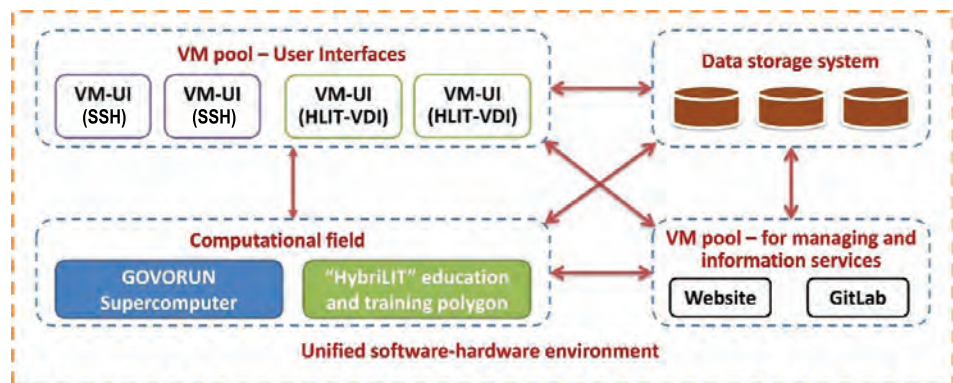 VM pool – User Interfaces
VM-UI
(SSH)
VM-UI
(SSH)
VM-UI
(HLIT-VDI)
VM-UI
(HLIT-VDI)
Data storage system
Computational field
GOVORUN
Supercomputer
"HybriLIT" education
and training polygon
VM pool – for managing and
information services
Website
GitLab
Unified software-hardware environment